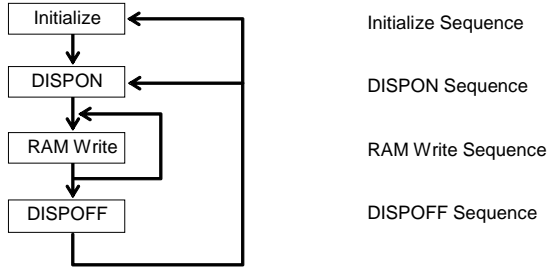 Initialize
Initialize Sequence
DISPON
DISPON Sequence
RAM Write
RAM Write Sequence
DISPOFF
DISPOFF Sequence